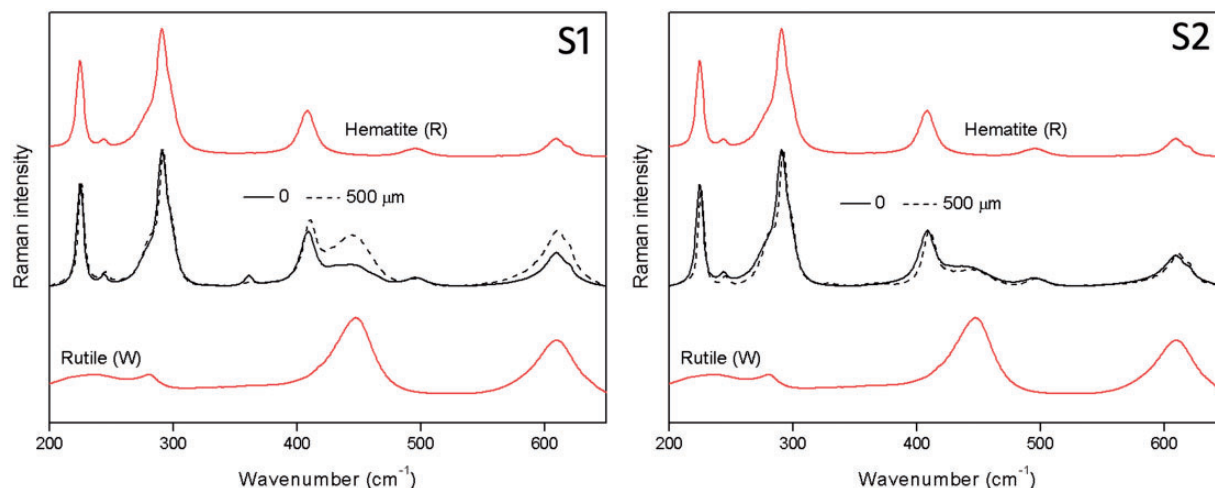 S1
Raman intensity
Hematite (R)
0 500 μm
Rutile (W)
200 300 400 500 600
Wavenumber (cm⁻¹)
S2
Raman intensity
Hematite (R)
0 500 μm
Rutile (W)
200 300 400 500 600
Wavenumber (cm⁻¹)